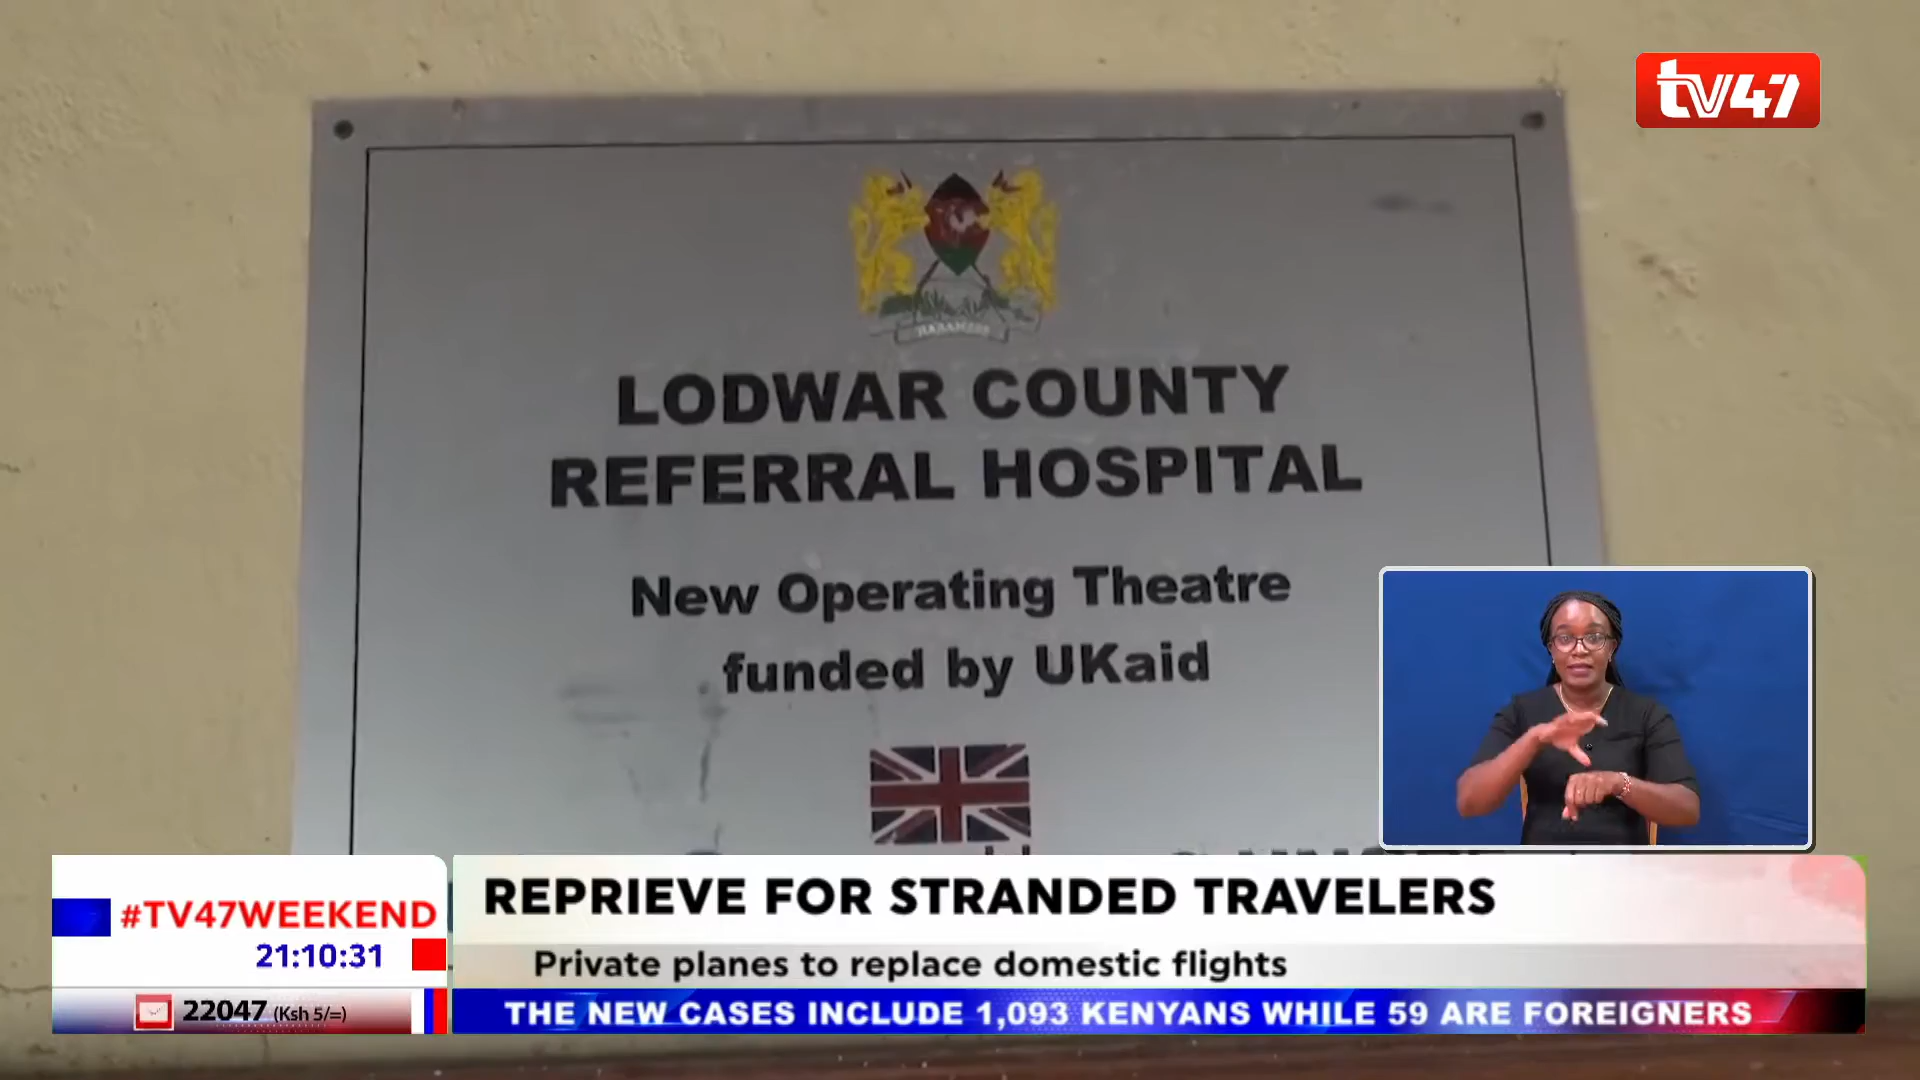 tv47
HARAMBEE
LODWAR COUNTY
REFERRAL HOSPITAL
New Operating Theatre
funded by UKaid
#TV47WEEKEND
21:10:31
22047 (Ksh 5/=)
REPRIEVE FOR STRANDED TRAVELERS
Private planes to replace domestic flights
THE NEW CASES INCLUDE 1,093 KENYANS WHILE 59 ARE FOREIGNERS